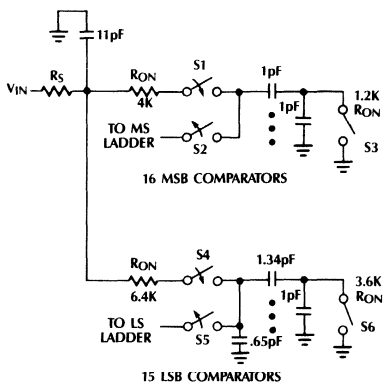 11pF
VIN
RS
RON
4K
S1
1pF
1pF
1.2K
RON
TO MS
LADDER
S2
S3
16 MSB COMPARATORS
RON
6.4K
S4
1.34pF
1pF
3.6K
RON
TO LS
LADDER
S5
.65pF
S6
15 LSB COMPARATORS